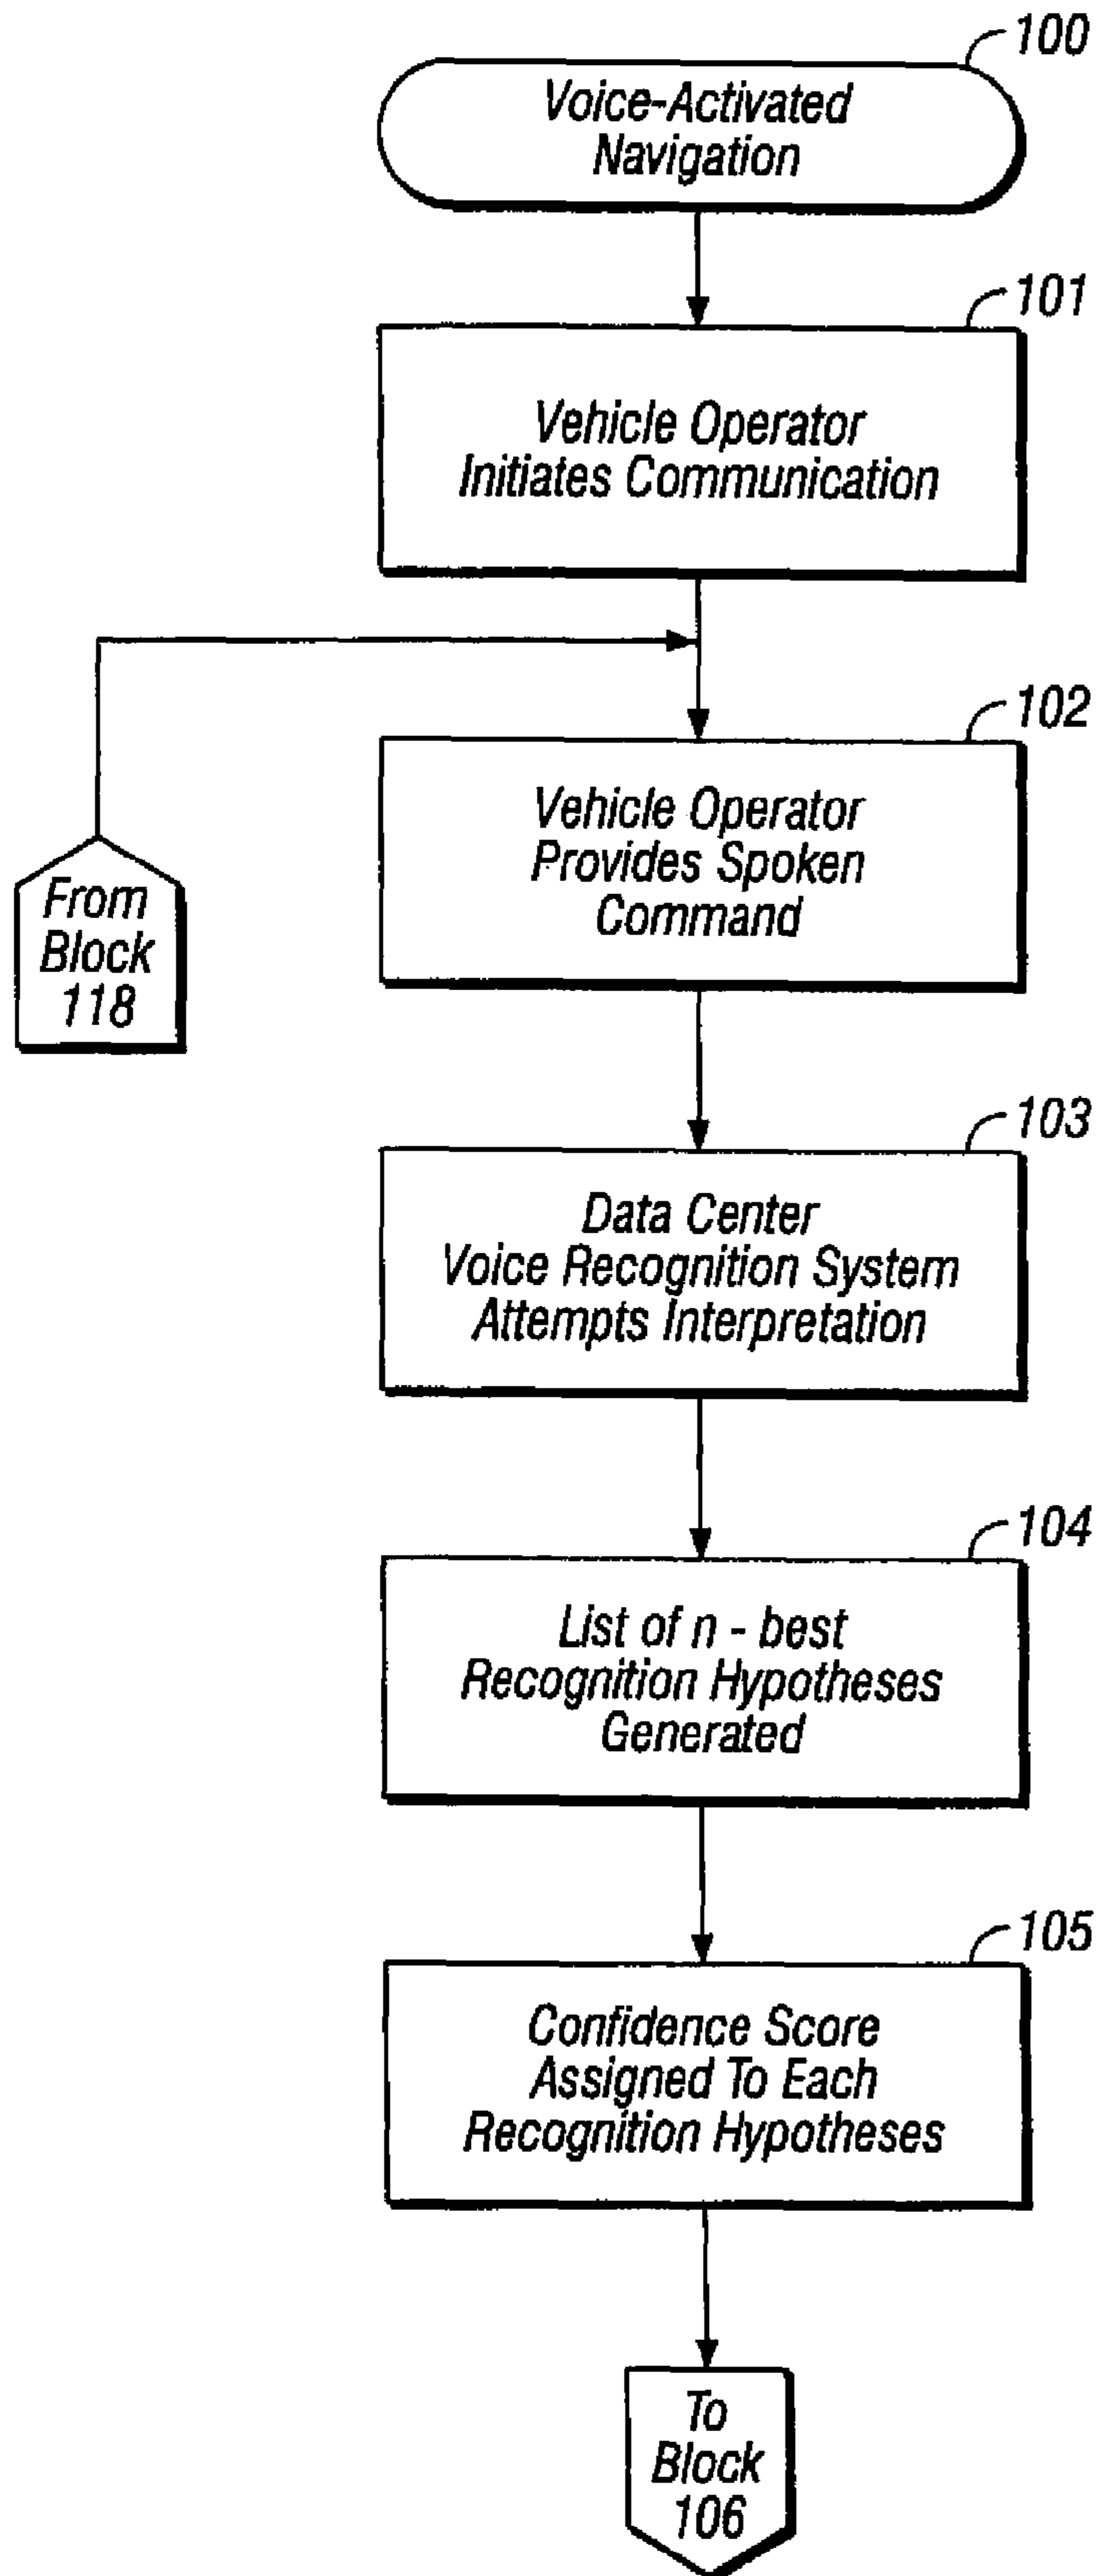 100
Voice-Activated
Navigation
101
Vehicle Operator
Initiates Communication
102
Vehicle Operator
Provides Spoken
Command
From
Block
118
103
Data Center
Voice Recognition System
Attempts Interpretation
104
List of n - best
Recognition Hypotheses
Generated
105
Confidence Score
Assigned To Each
Recognition Hypotheses
To
Block
106